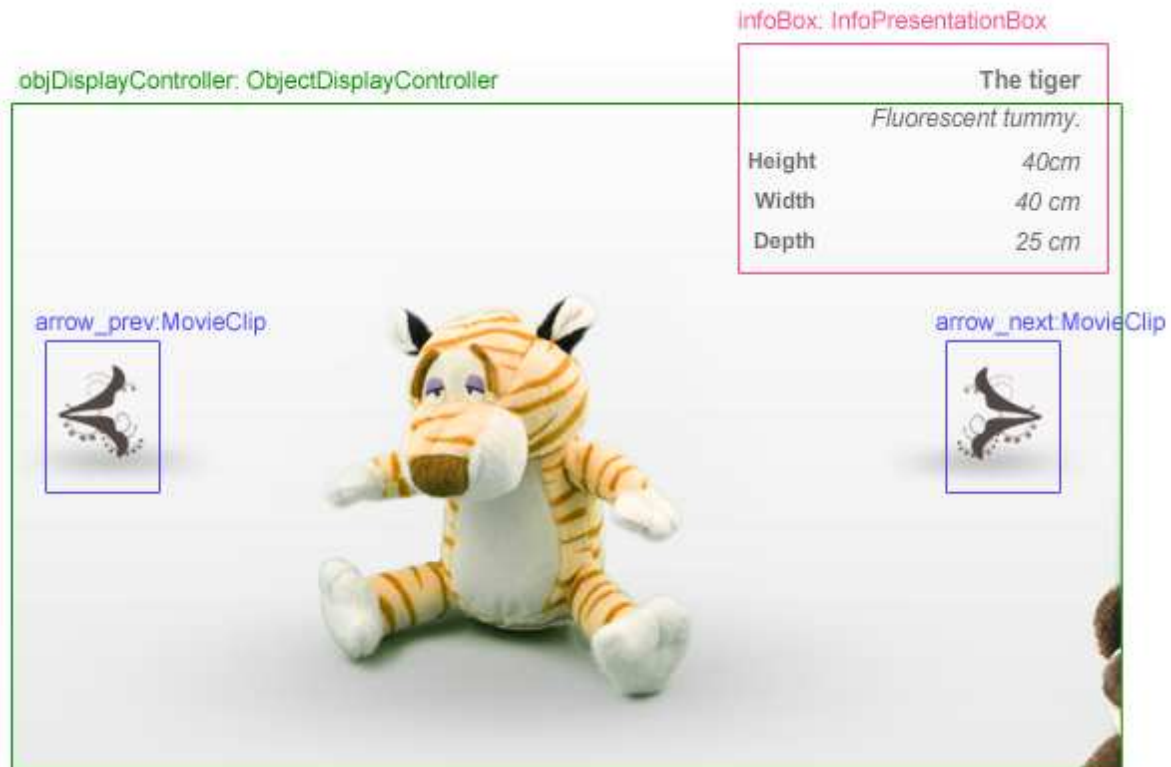 infoBox: InfoPresentationBox
objDisplayController: ObjectDisplayController
The tiger
Fluorescent tummy.
Height 40cm
Width 40 cm
Depth 25 cm
arrow_prev:MovieClip
arrow_next:MovieClip